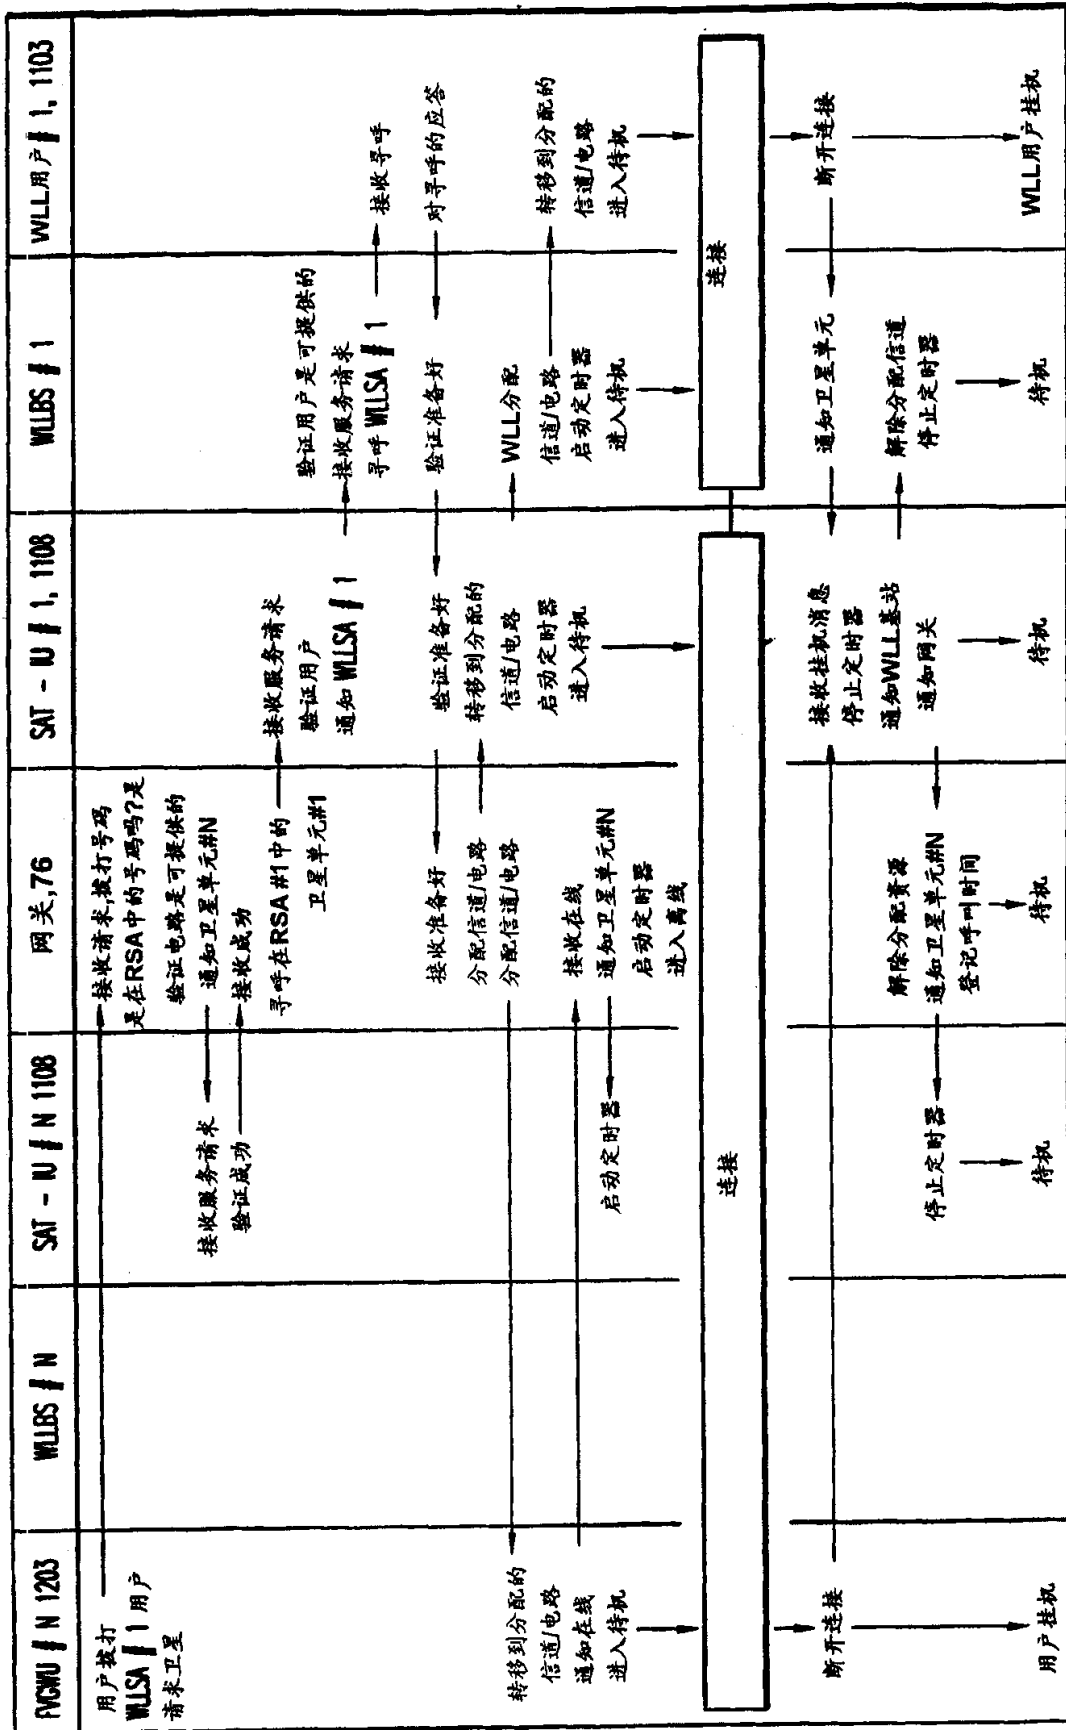 FVGWU # N 1203
WLLBS # N
SAT - IU # N 1108
网关,76
SAT - IU # 1, 1108
WLLBS # 1
WLL用户 # 1, 1103
用户拨打
WLLSA # 1 用户
请求卫星
转移到分配的
信道/电路
通知在线
进入待机
断开连接
用户挂机
接收服务请求
验证成功
启动定时器
停止定时器
待机
接收请求,拨打号码
是在RSA中的号码吗?是
验证电路是可提供的
通知卫星单元#N
接收成功
寻呼在RSA#1中的
卫星单元#1
接收准备好
分配信道/电路
分配信道/电路
接收在线
通知卫星单元#N
启动定时器
进入离线
解除分配资源
通知卫星单元#N
登记呼叫时间
待机
接收服务请求
验证用户
通知 WLLSA # 1
验证准备好
转移到分配的
信道/电路
启动定时器
进入待机
接收挂机消息
停止定时器
通知WLL基站
通知网关
待机
验证用户是可提供的
接收服务请求
寻呼 WLLSA # 1
验证准备好
WLL分配
信道/电路
启动定时器
进入待机
通知卫星单元
解除分配信道
停止定时器
待机
接收寻呼
对寻呼的应答
转移到分配的
信道/电路
进入待机
断开连接
WLL用户挂机
连接
连接